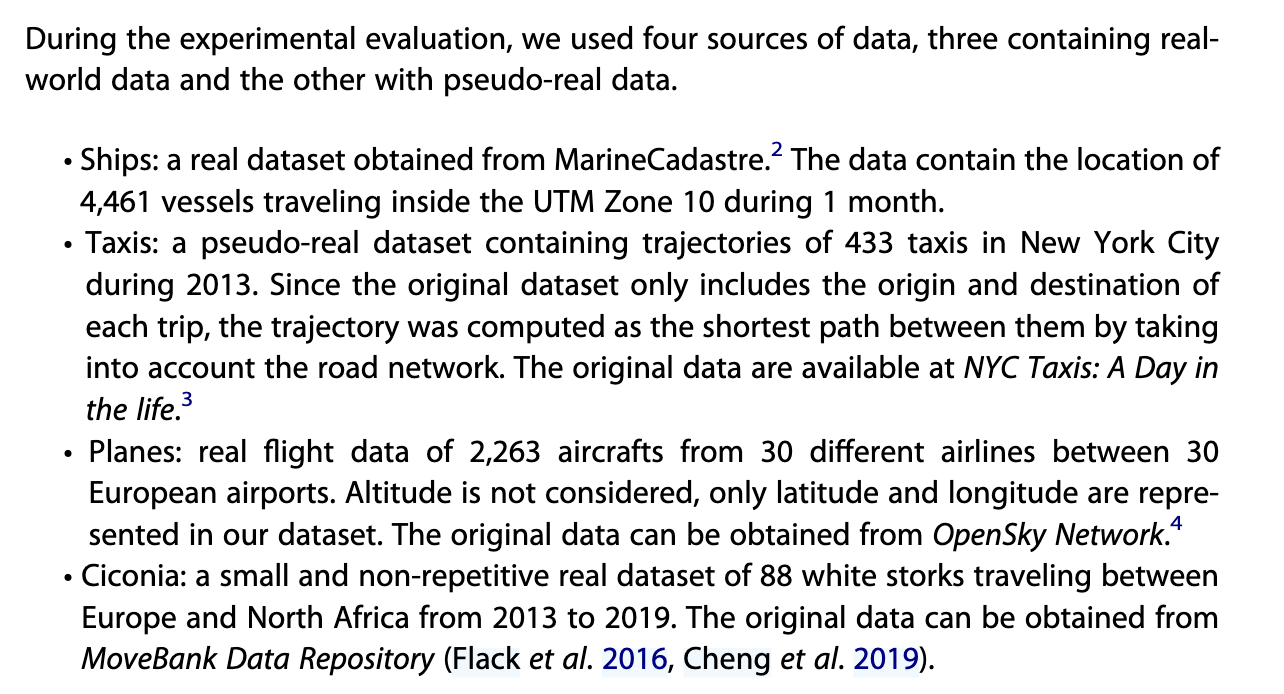 During the experimental evaluation, we used four sources of data, three containing real-
world data and the other with pseudo-real data.
• Ships: a real dataset obtained from MarineCadastre.2 The data contain the location of
4,461 vessels traveling inside the UTM Zone 10 during 1 month.
• Taxis: a pseudo-real dataset containing trajectories of 433 taxis in New York City
during 2013. Since the original dataset only includes the origin and destination of
each trip, the trajectory was computed as the shortest path between them by taking
into account the road network. The original data are available at NYC Taxis: A Day in
the life.3
• Planes: real flight data of 2,263 aircrafts from 30 different airlines between 30
European airports. Altitude is not considered, only latitude and longitude are repre-
sented in our dataset. The original data can be obtained from OpenSky Network.4
• Ciconia: a small and non-repetitive real dataset of 88 white storks traveling between
Europe and North Africa from 2013 to 2019. The original data can be obtained from
MoveBank Data Repository (Flack et al. 2016, Cheng et al. 2019).